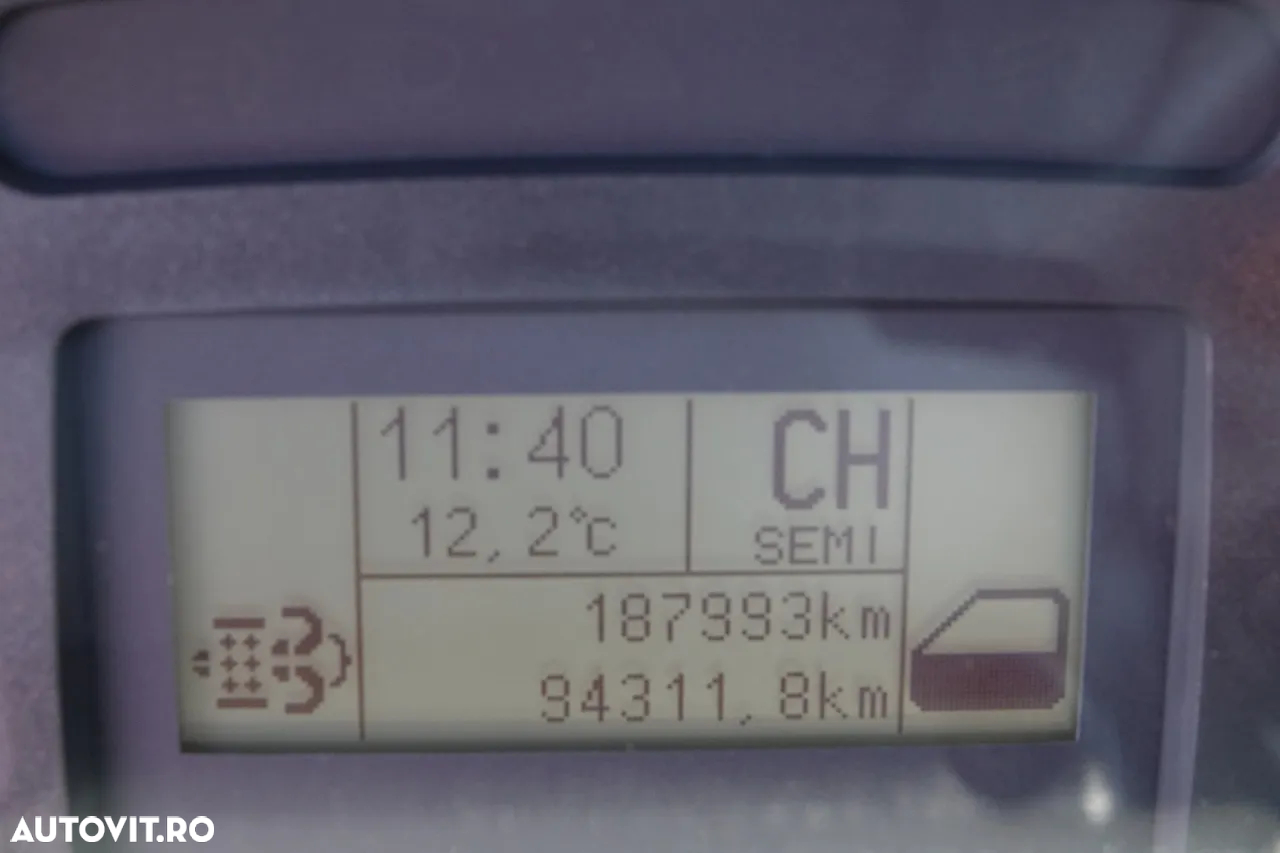 11:40
12,2°C
CH
SEMI
187993km
94311,8km
AUTOVIT.RO